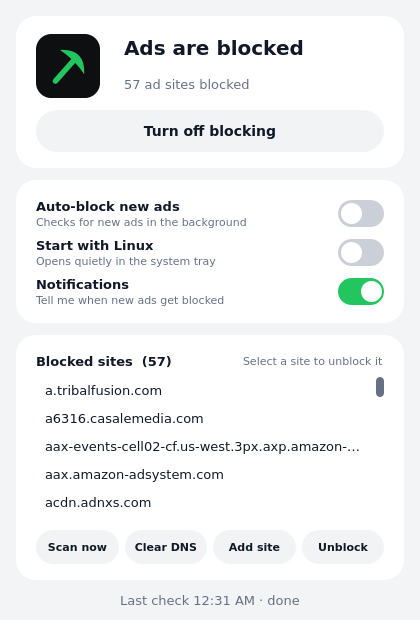 Ads are blocked
57 ad sites blocked
Turn off blocking
Auto-block new ads
Checks for new ads in the background
Start with Linux
Opens quietly in the system tray
Notifications
Tell me when new ads get blocked
Blocked sites (57)
Select a site to unblock it
a.tribalfusion.com
a6316.casalemedia.com
aax-events-cell02-cf.us-west.3px.axp.amazon-...
aax.amazon-adsystem.com
acdn.adnxs.com
Scan now
Clear DNS
Add site
Unblock
Last check 12:31 AM · done